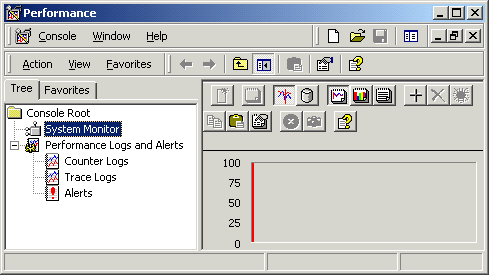 Performance
Console Window Help
Action View Favorites
Tree Favorites
Console Root
System Monitor
Performance Logs and Alerts
Counter Logs
Trace Logs
Alerts
100
75
50
25
0